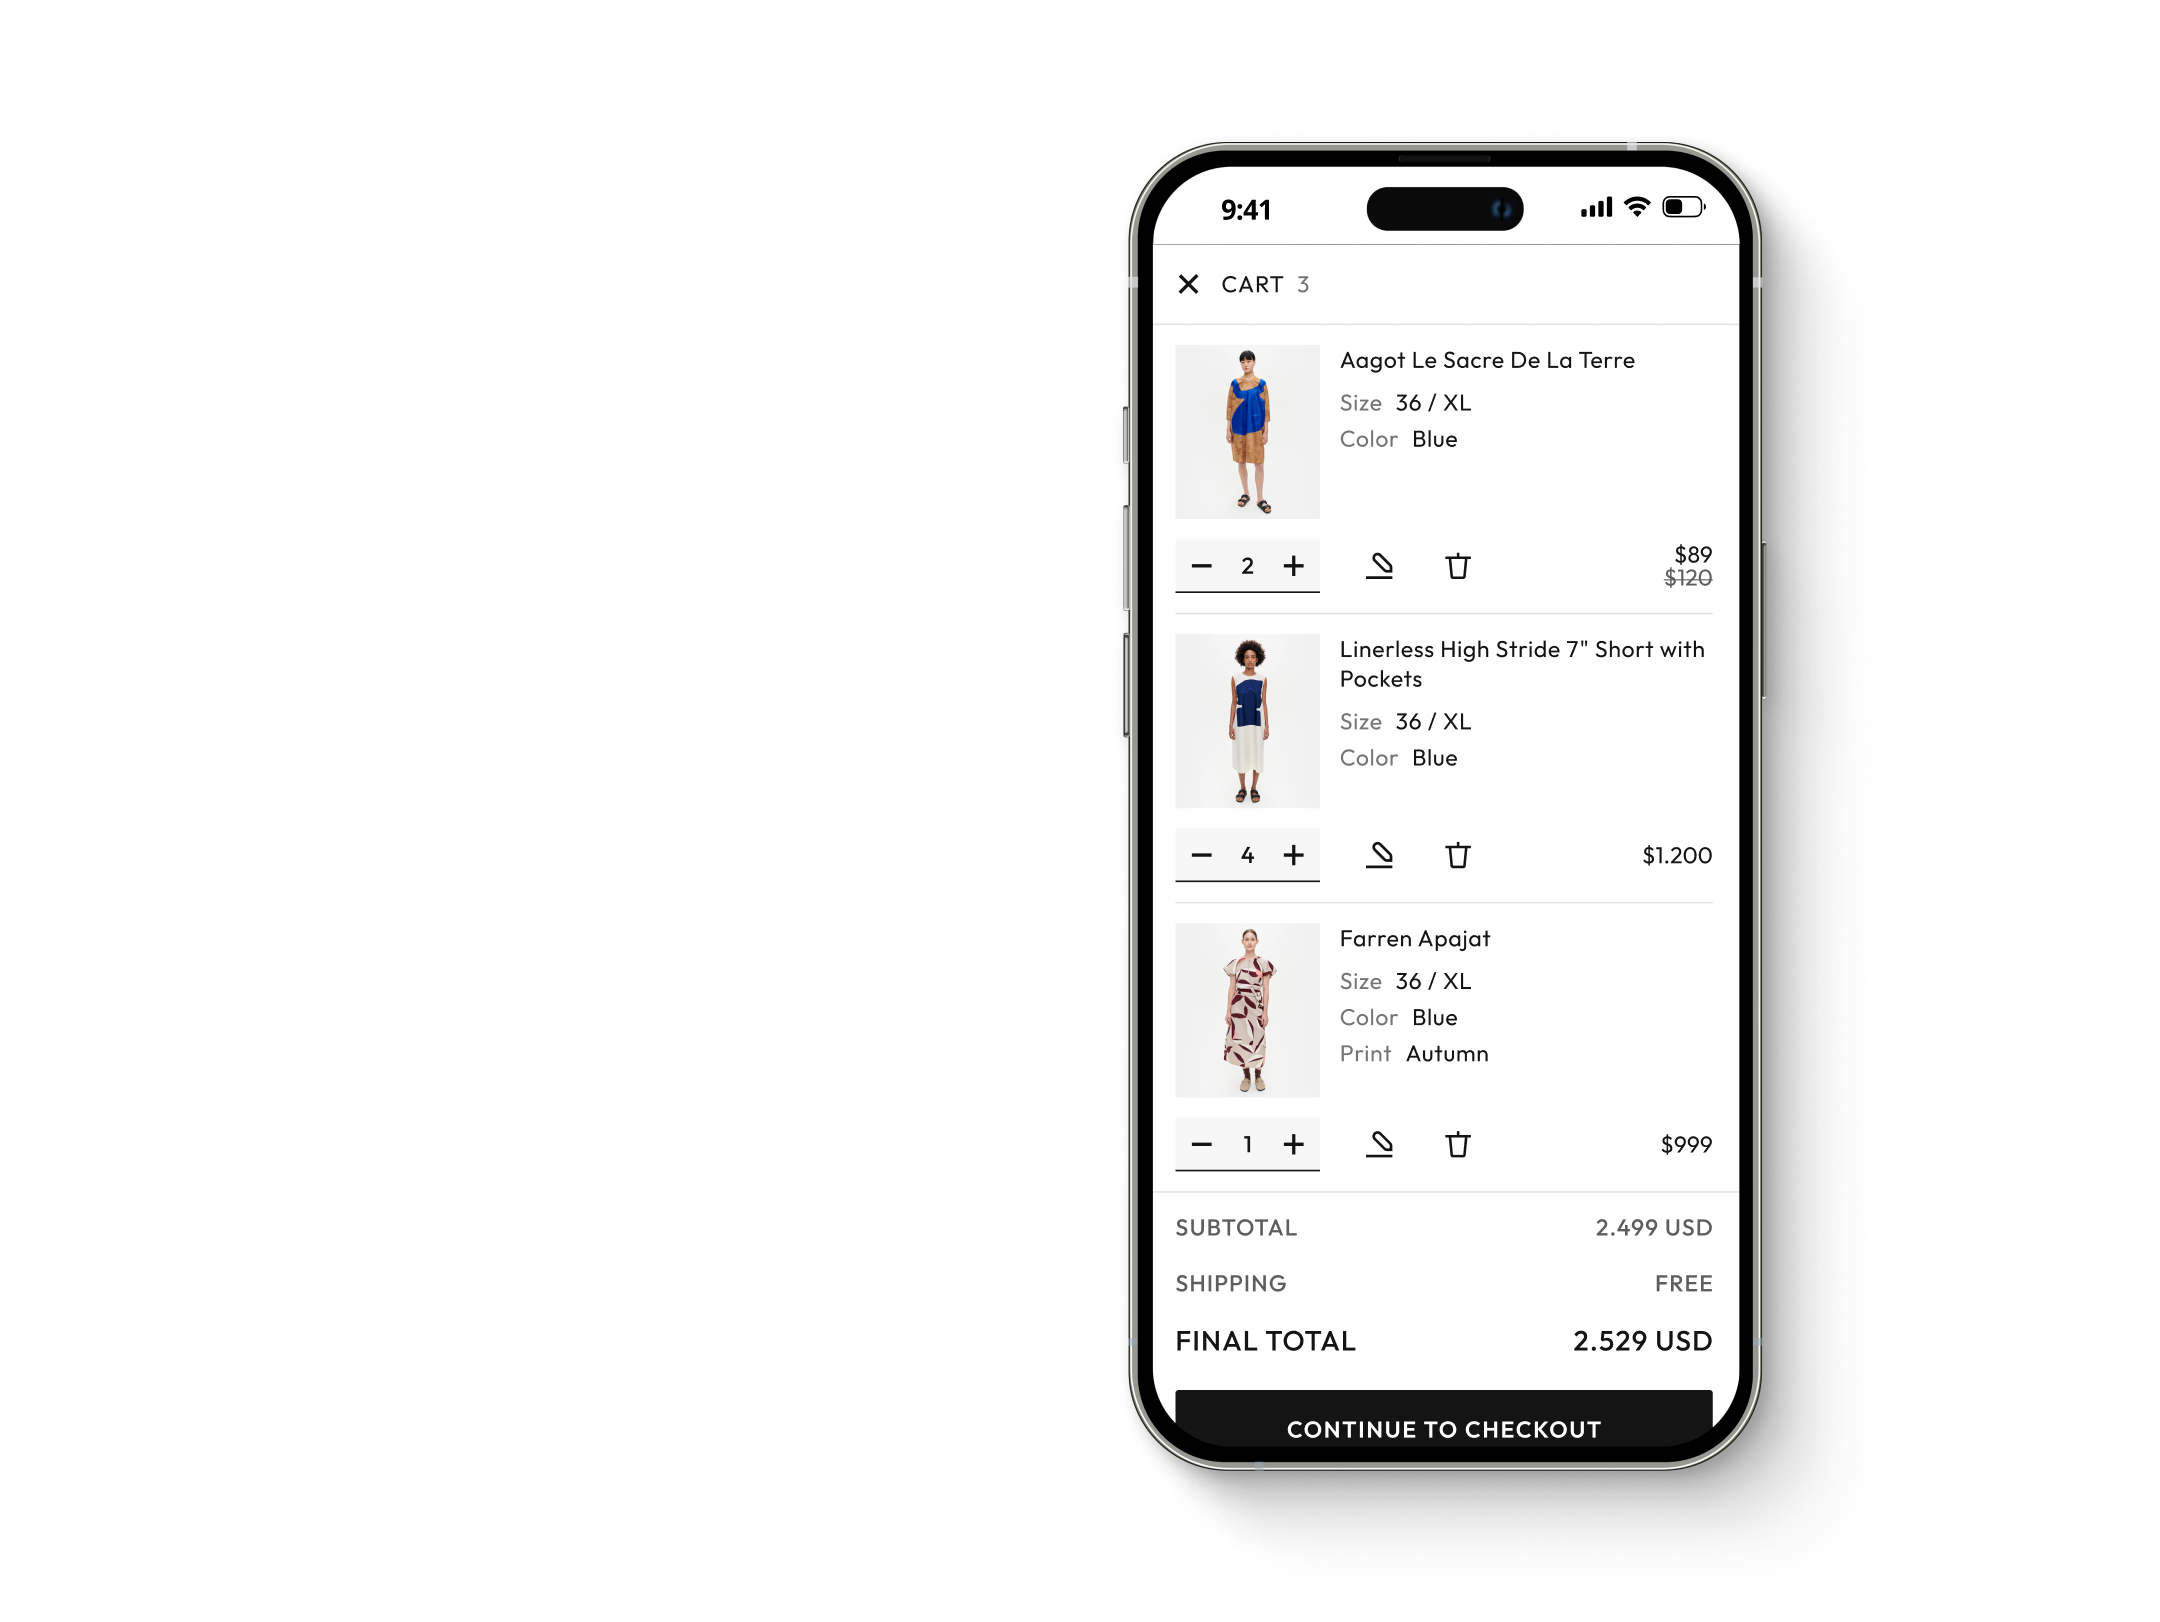 9:41
CART 3
Aagot Le Sacre De La Terre
Size 36 / XL
Color Blue
2
$89
$120
Linerless High Stride 7" Short with
Pockets
Size 36 / XL
Color Blue
4
$1.200
Farren Apajat
Size 36 / XL
Color Blue
Print Autumn
1
$999
SUBTOTAL 2.499 USD
SHIPPING FREE
FINAL TOTAL 2.529 USD
CONTINUE TO CHECKOUT